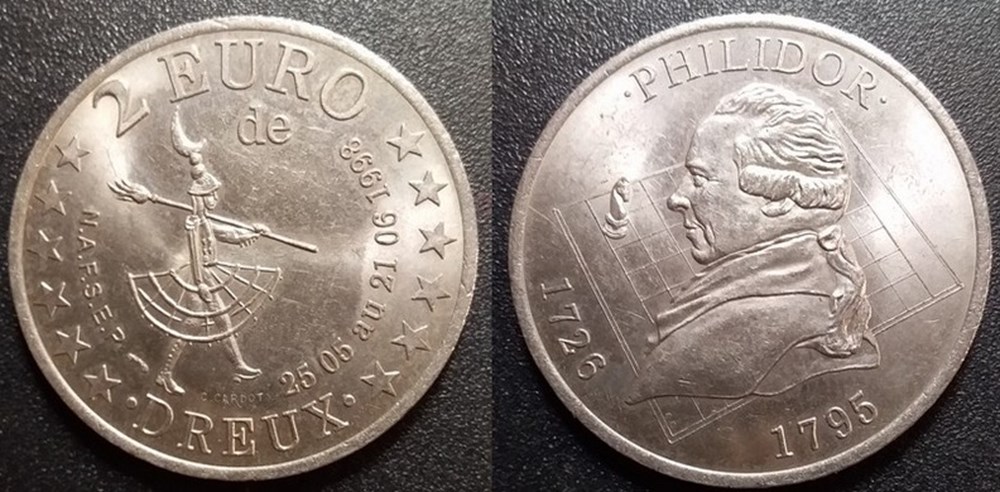 2 EURO
de
25 05 au 21 06 1998
N.A.F.S.E.P.
·DREUX·
·PHILIDOR·
1726
1795